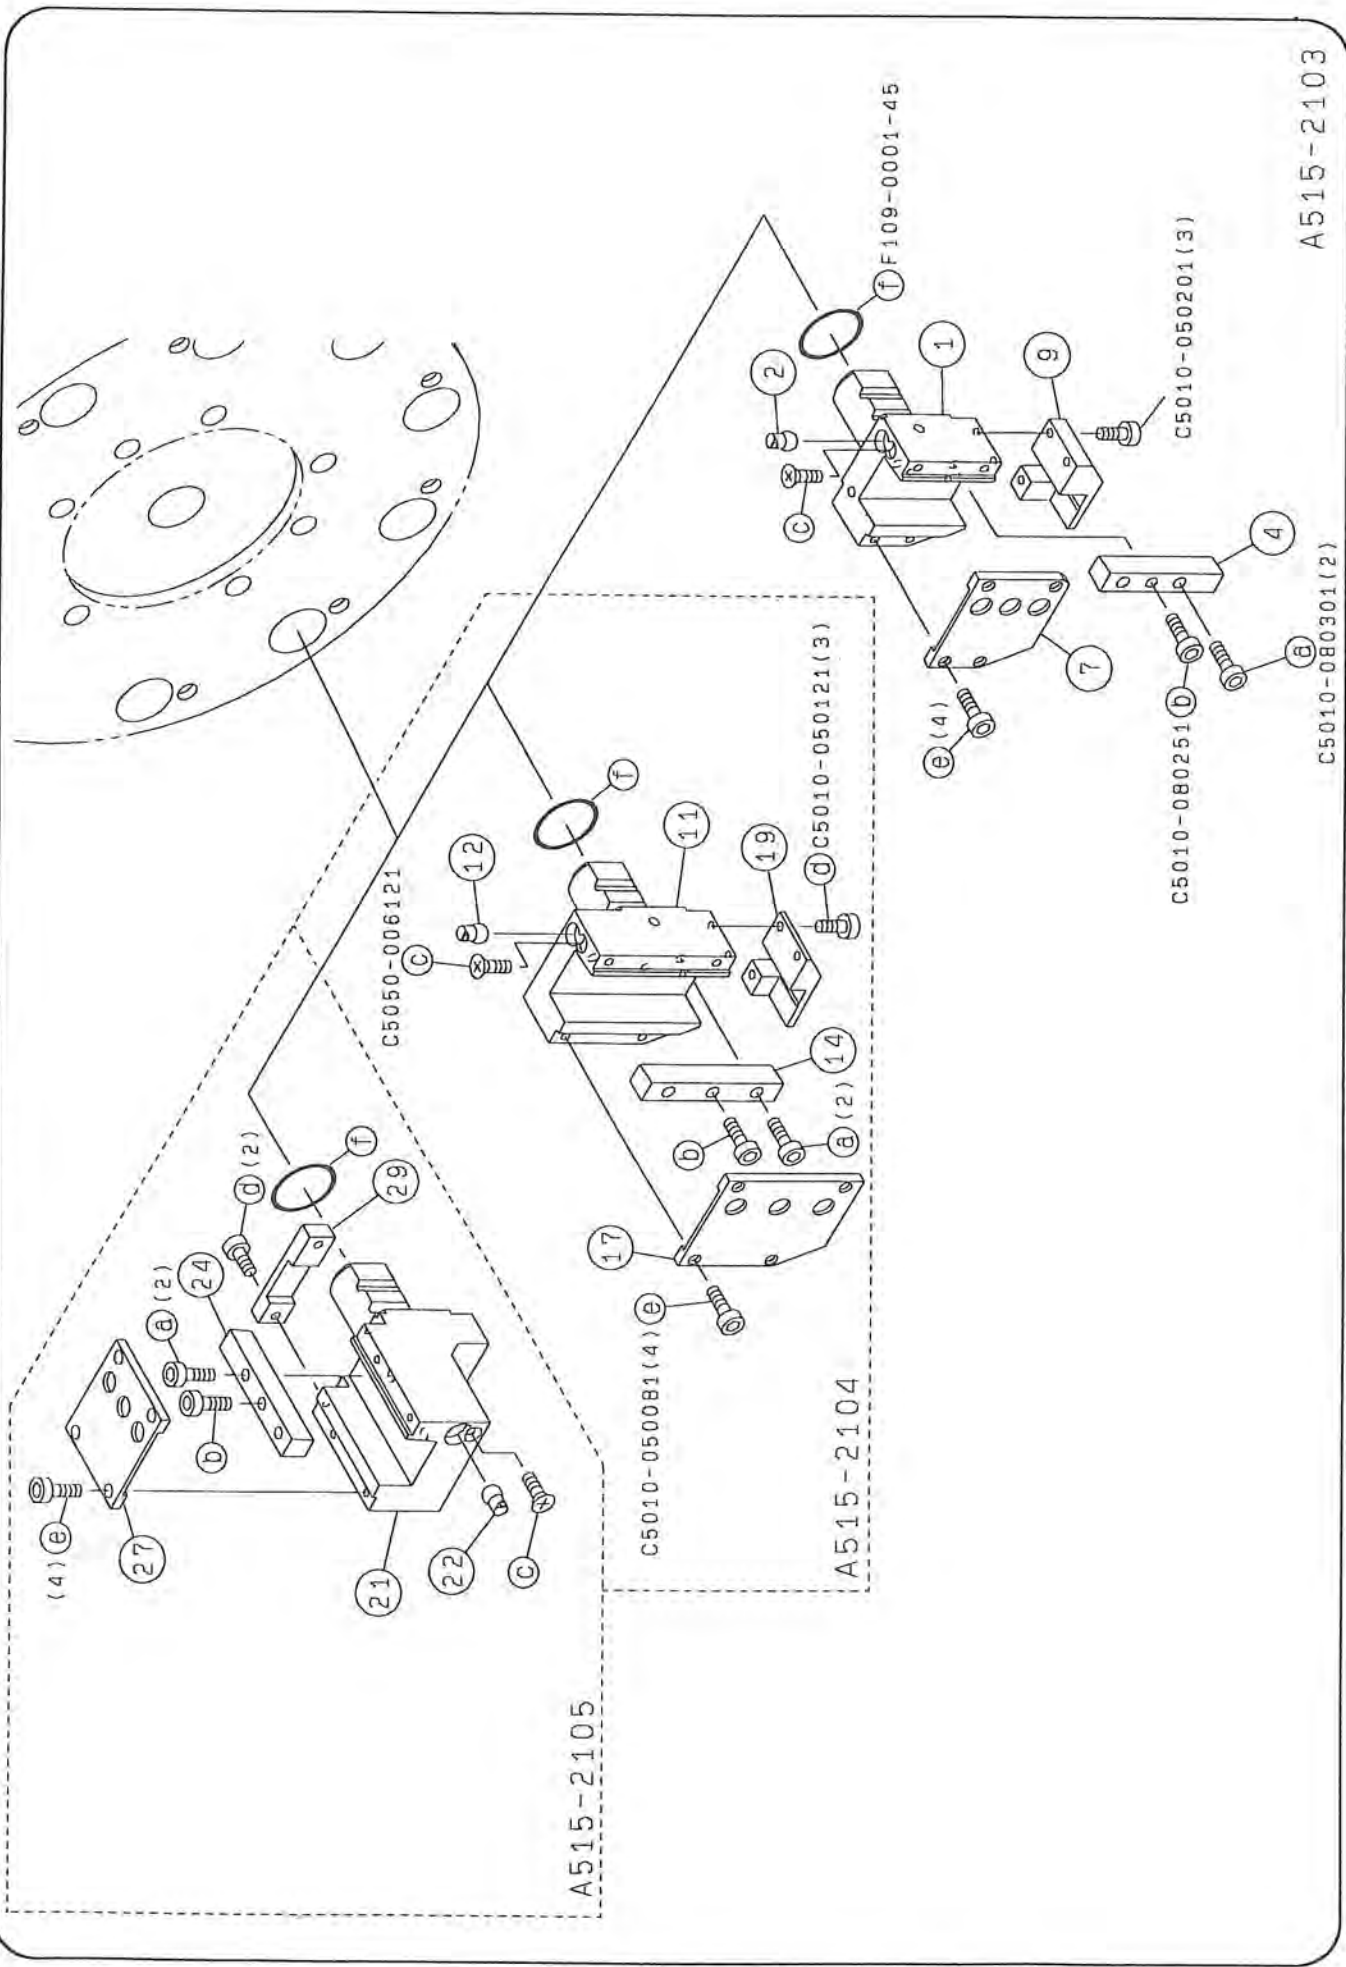 A515-2105
(4) e
27
b
a (2)
24
d (2)
29
f
21
22
c
C5050-006121
c
12
f
11
19
d C5010-050121(3)
14
b
a (2)
17
C5010-050081(4) e
A515-2104
2
c
f F109-0001-45
1
9
C5010-050201(3)
e (4)
7
4
C5010-080251 b
a
C5010-080301(2)
A515-2103